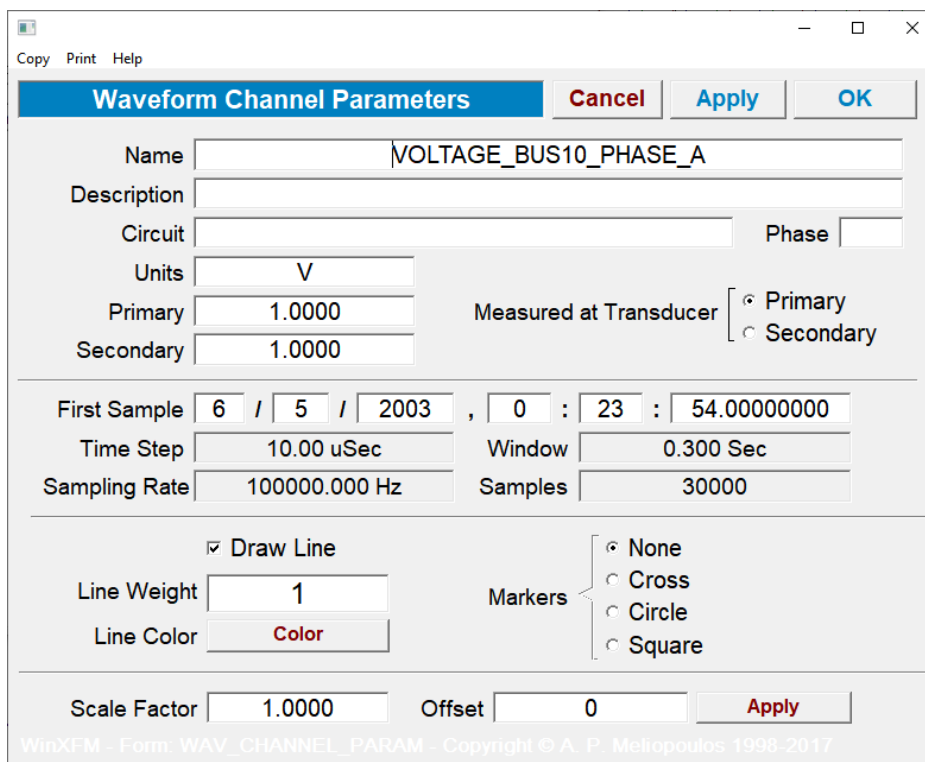 Copy Print Help
Waveform Channel Parameters Cancel Apply OK
Name VOLTAGE_BUS10_PHASE_A
Description
Circuit Phase
Units V
Primary 1.0000 Measured at Transducer Primary
Secondary 1.0000 Secondary
First Sample 6 / 5 / 2003 , 0 : 23 : 54.00000000
Time Step 10.00 uSec Window 0.300 Sec
Sampling Rate 100000.000 Hz Samples 30000
Draw Line None
Line Weight 1 Markers Cross
Circle
Line Color Color Square
Scale Factor 1.0000 Offset 0 Apply
WinXFM - Form: WAV_CHANNEL_PARAM - Copyright © A. P. Meliopoulos 1998-2017